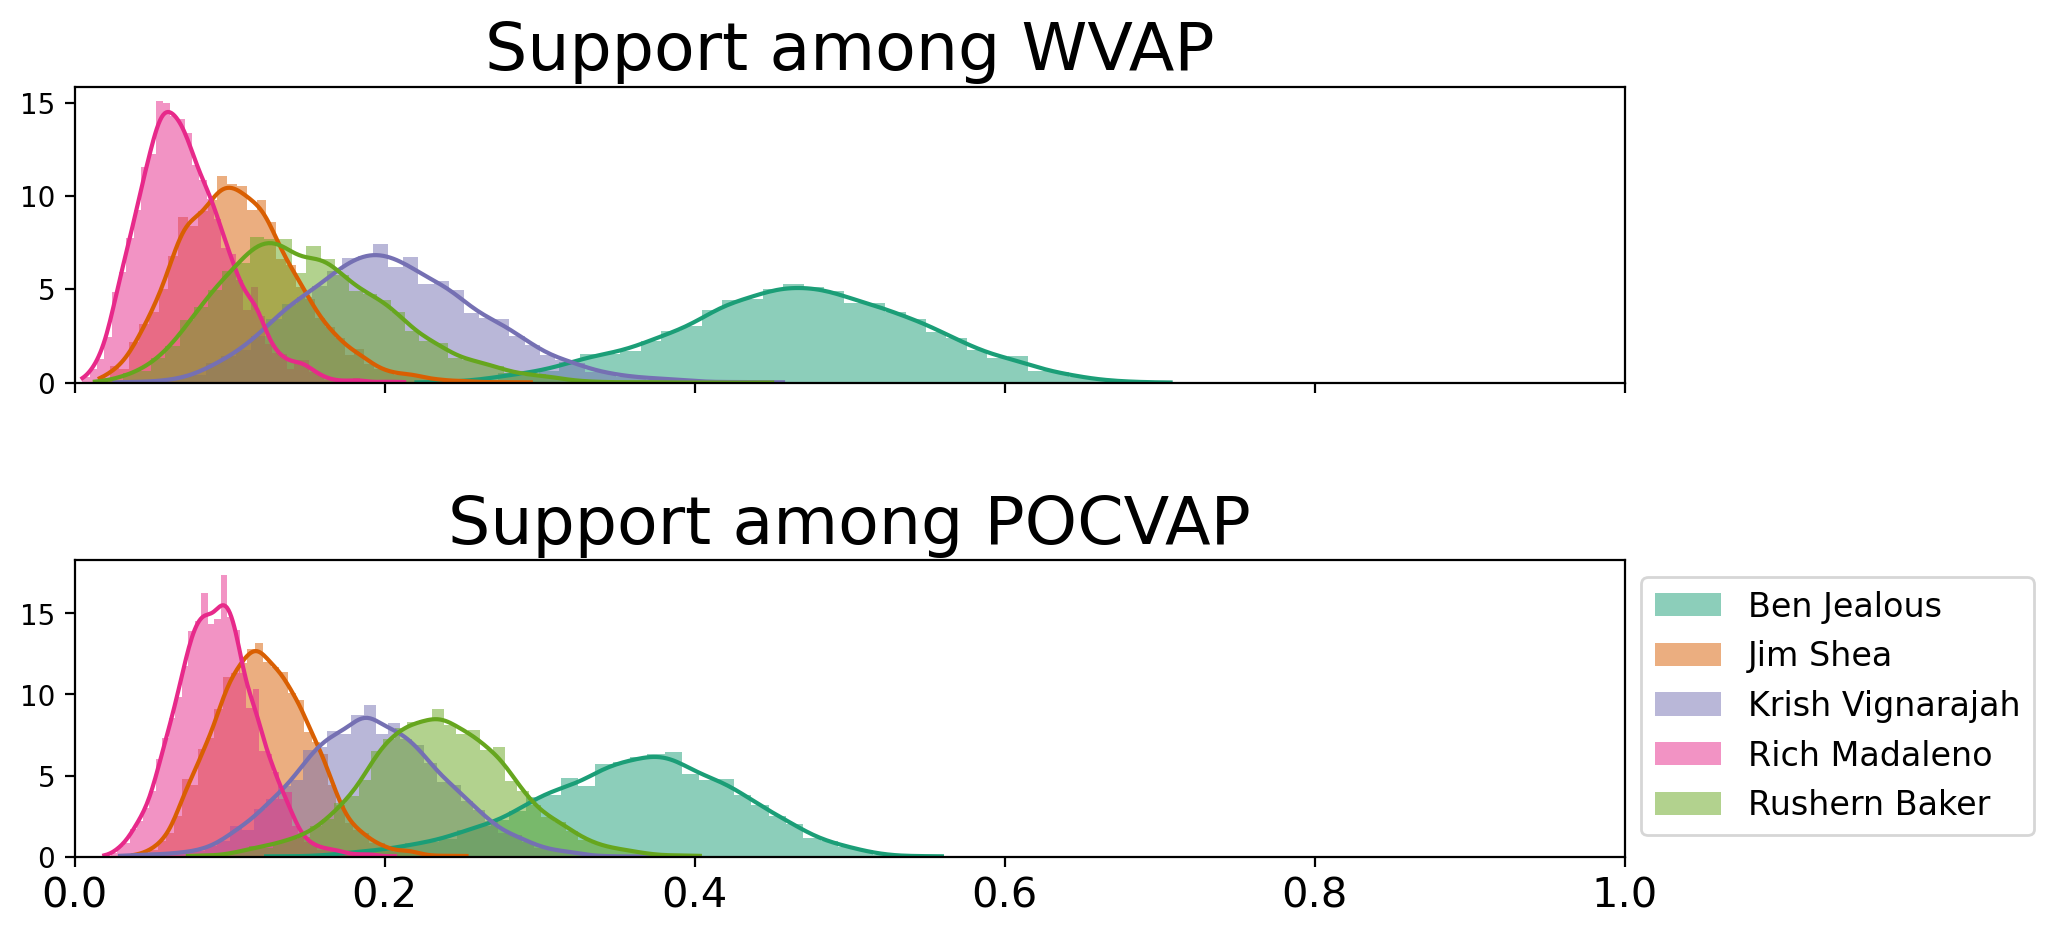 Support among WVAP
15
10
5
0
Support among POCVAP
15
10
5
0
0.0 0.2 0.4 0.6 0.8 1.0
Ben Jealous
Jim Shea
Krish Vignarajah
Rich Madaleno
Rushern Baker